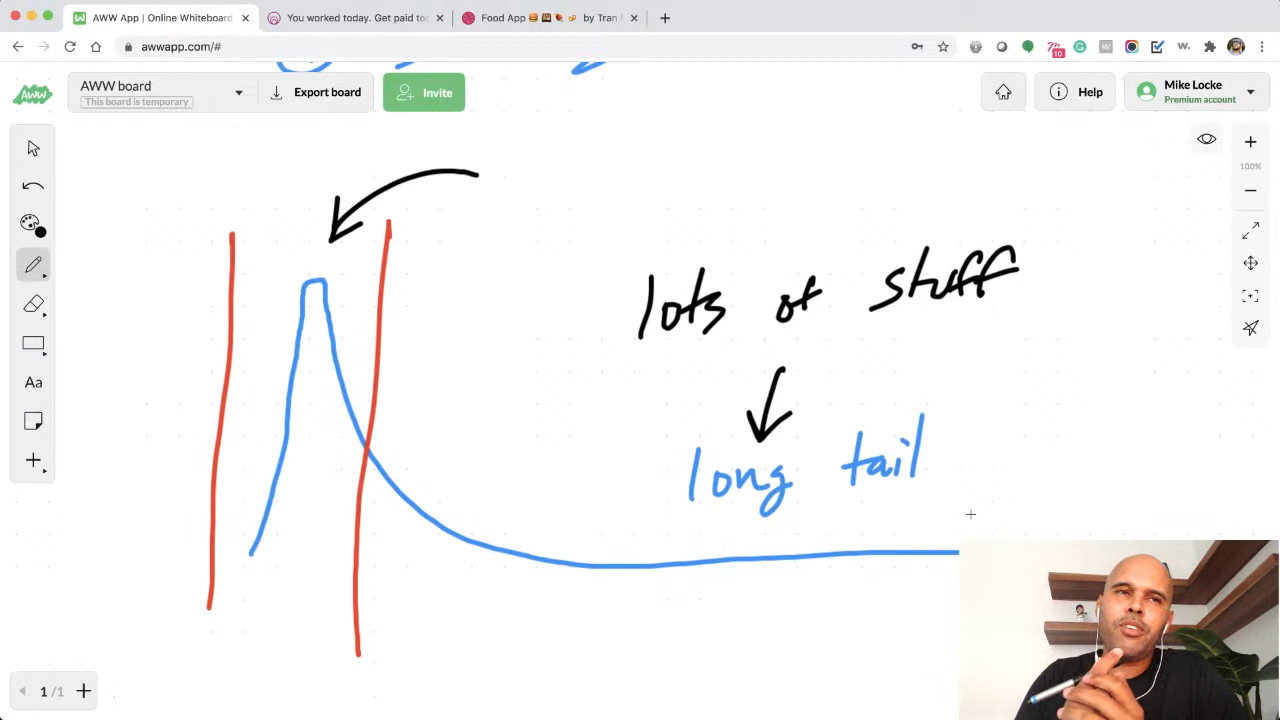 AWW App | Online Whiteboard
You worked today. Get paid to
Food App by Tran
awwapp.com/#
10
AWW
AWW board
This board is temporary
Export board
Invite
Help
Mike Locke
Premium account
100%
lots of stuff
long tail
Aa
1 /1